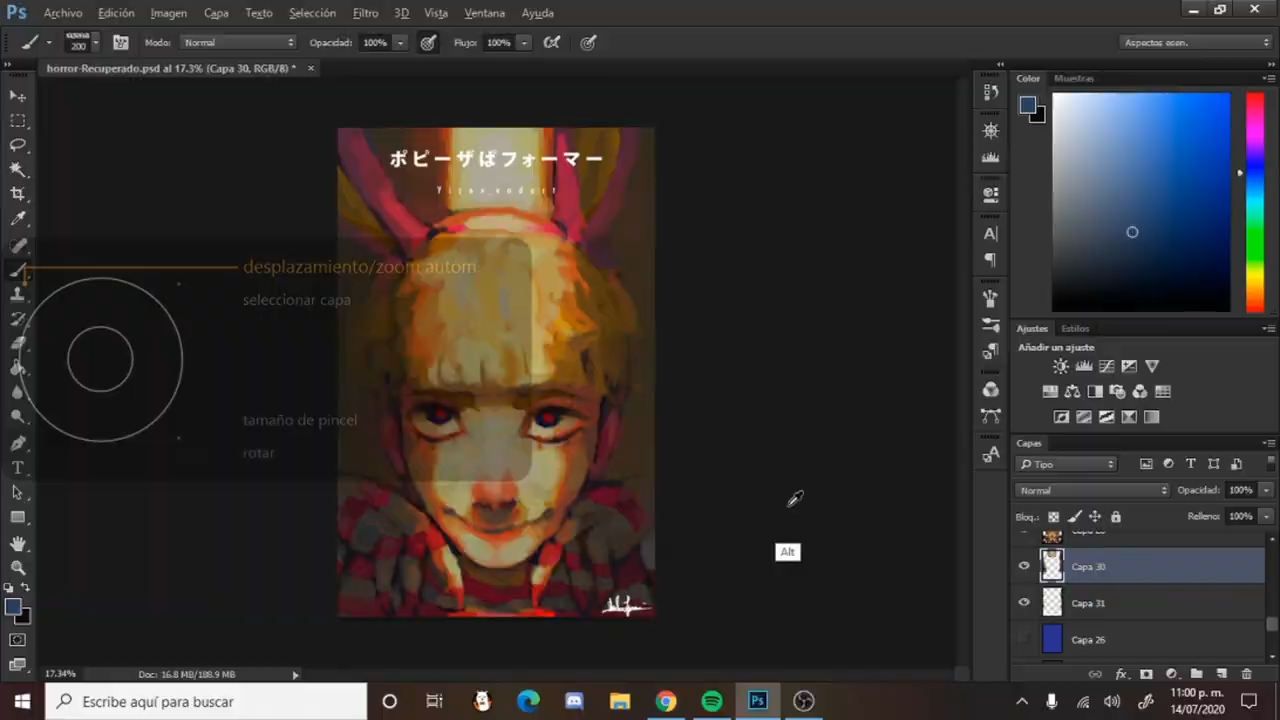 Ps Archivo Edición Imagen Capa Texto Selección Filtro 3D Vista Ventana Ayuda
200 Modo: Normal Opacidad: 100% Flujo: 100% Aspectos esen.
horror-Recuperado.psd al 17.3% (Capa 30, RGB/8) * ×
Color Muestras
ポピーザぱフォーマー
desplazamiento/zoom autom
seleccionar capa
tamaño de pincel
rotar
Alt
Ajustes Estilos
Añadir un ajuste
Capas
Tipo
Normal Opacidad: 100%
Bloq.: Relleno: 100%
Capa 30
Capa 31
Capa 26
17.34% Doc: 16.8 MB/188.9 MB
Escribe aquí para buscar
Ps
11:00 p. m.
14/07/2020